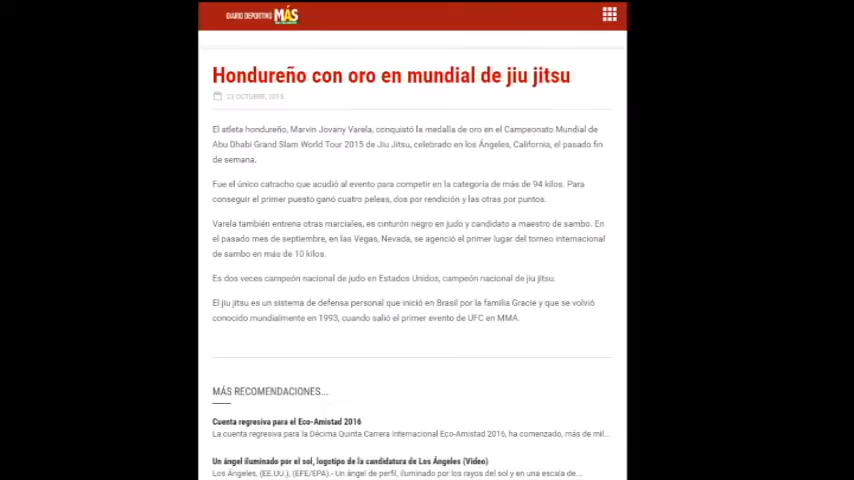 DIARIO DEPORTIVO MÁS
Hondureño con oro en mundial de jiu jitsu
23 OCTUBRE, 2015
El atleta hondureño, Marvin Jovany Varela, conquistó la medalla de oro en el Campeonato Mundial de
Abu Dhabi Grand Slam World Tour 2015 de Jiu Jitsu, celebrado en los Ángeles, California, el pasado fin
de semana.
Fue el único catracho que acudió al evento para competir en la categoría de más de 94 kilos. Para
conseguir el primer puesto ganó cuatro peleas, dos por rendición y las otras por puntos.
Varela también entrena otras marciales, es cinturón negro en judo y candidato a maestro de sambo. En
el pasado mes de septiembre, en las Vegas, Nevada, se agenció el primer lugar del torneo internacional
de sambo en más de 10 kilos.
Es dos veces campeón nacional de judo en Estados Unidos, campeón nacional de jiu jitsu.
El jiu jitsu es un sistema de defensa personal que inició en Brasil por la familia Gracie y que se volvió
conocido mundialmente en 1993, cuando salió el primer evento de UFC en MMA.
MÁS RECOMENDACIONES...
Cuenta regresiva para el Eco-Amistad 2016
La cuenta regresiva para la Décima Quinta Carrera Internacional Eco-Amistad 2016, ha comenzado, más de mil...
Un ángel iluminado por el sol, logotipo de la candidatura de Los Ángeles (Video)
Los Ángeles, (EE.UU.), (EFE/EPA).- Un ángel de perfil, iluminado por los rayos del sol y en una escala de...